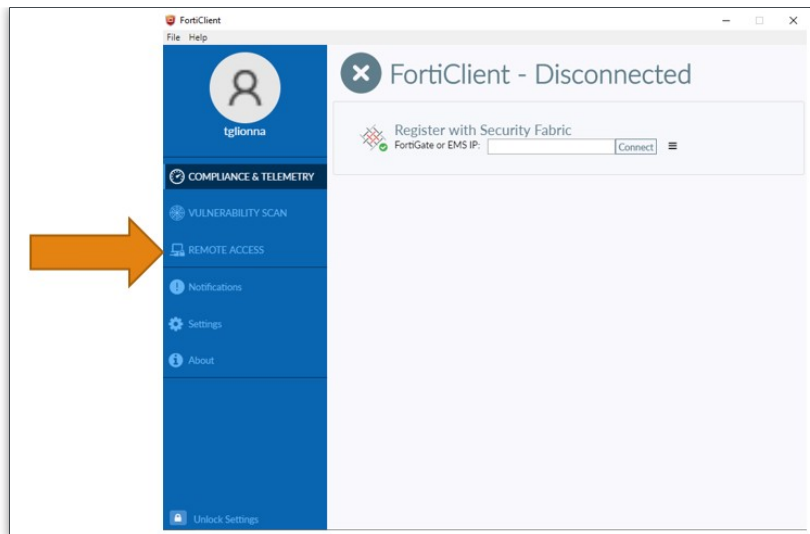 FortiClient
File Help
tglionna
COMPLIANCE & TELEMETRY
VULNERABILITY SCAN
REMOTE ACCESS
Notifications
Settings
About
Unlock Settings
FortiClient - Disconnected
Register with Security Fabric
FortiGate or EMS IP: Connect